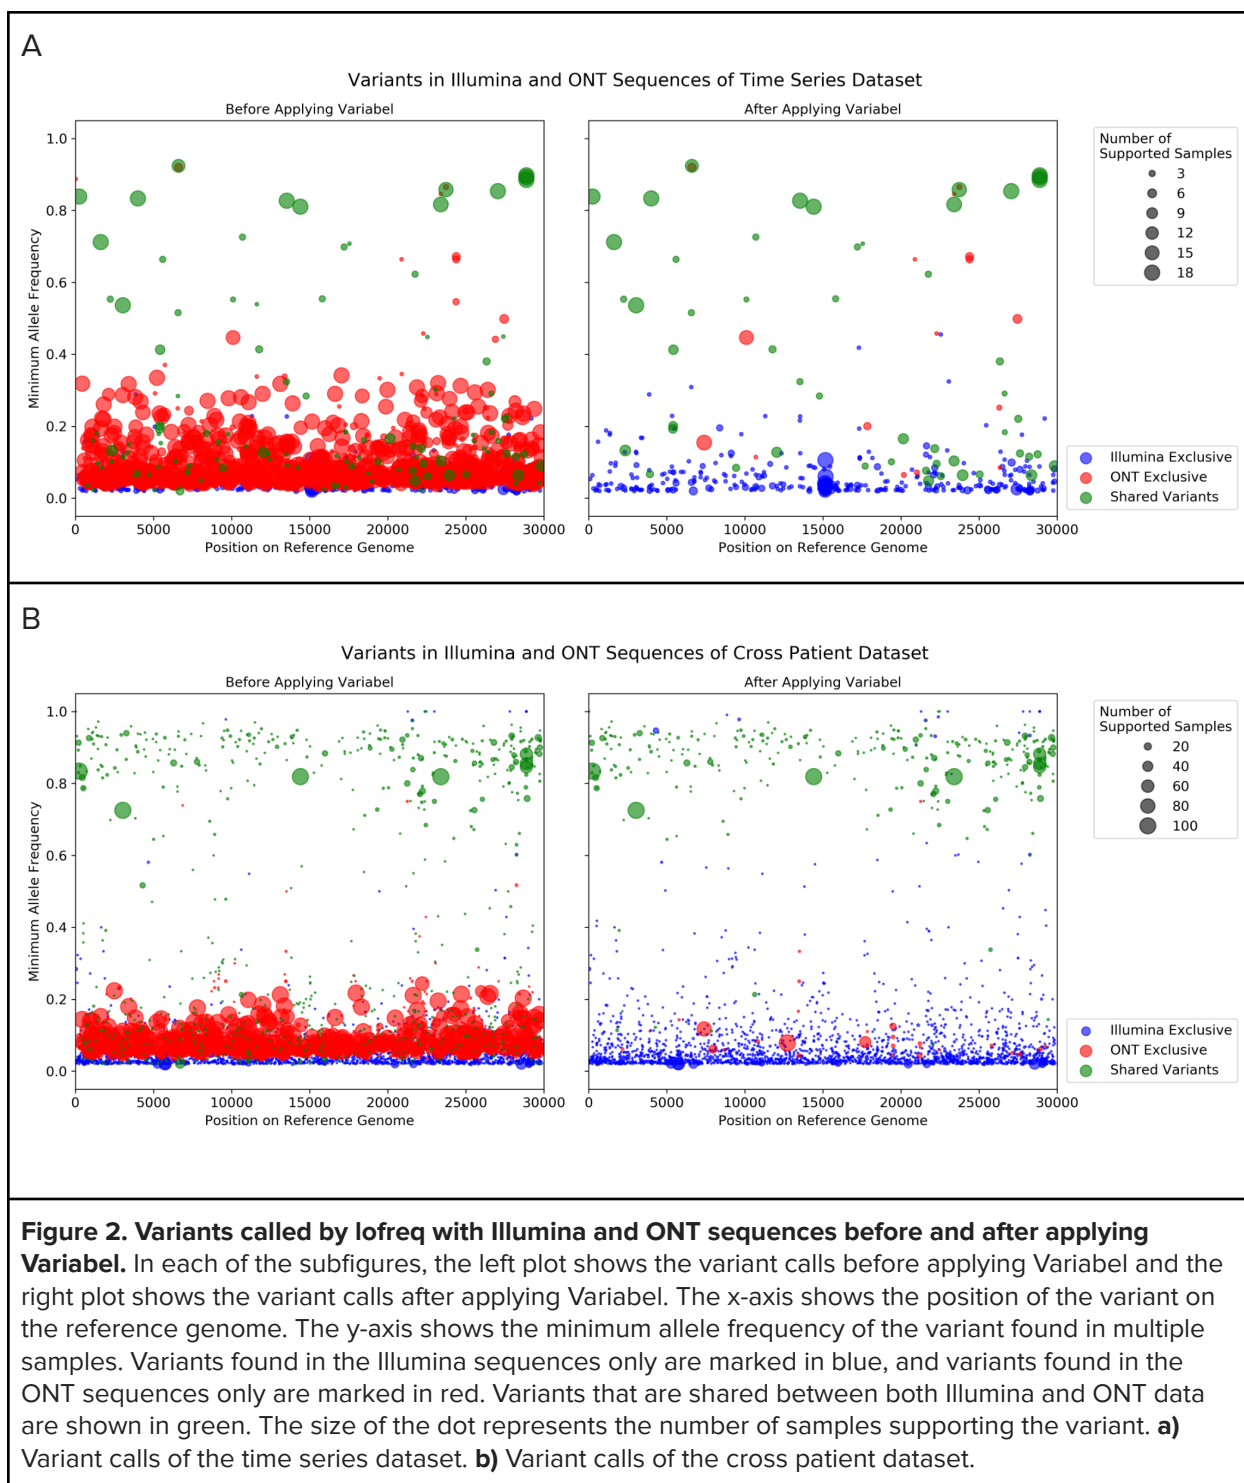 A
Variants in Illumina and ONT Sequences of Time Series Dataset
Before Applying Variabel
After Applying Variabel
Minimum Allele Frequency
1.0
0.8
0.6
0.4
0.2
0.0
0 5000 10000 15000 20000 25000 30000
0 5000 10000 15000 20000 25000 30000
Position on Reference Genome
Position on Reference Genome
Number of
Supported Samples
3
6
9
12
15
18
Illumina Exclusive
ONT Exclusive
Shared Variants
B
Variants in Illumina and ONT Sequences of Cross Patient Dataset
Before Applying Variabel
After Applying Variabel
Minimum Allele Frequency
1.0
0.8
0.6
0.4
0.2
0.0
0 5000 10000 15000 20000 25000 30000
0 5000 10000 15000 20000 25000 30000
Position on Reference Genome
Position on Reference Genome
Number of
Supported Samples
20
40
60
80
100
Illumina Exclusive
ONT Exclusive
Shared Variants
Figure 2. Variants called by lofreq with Illumina and ONT sequences before and after applying
Variabel. In each of the subfigures, the left plot shows the variant calls before applying Variabel and the
right plot shows the variant calls after applying Variabel. The x-axis shows the position of the variant on
the reference genome. The y-axis shows the minimum allele frequency of the variant found in multiple
samples. Variants found in the Illumina sequences only are marked in blue, and variants found in the
ONT sequences only are marked in red. Variants that are shared between both Illumina and ONT data
are shown in green. The size of the dot represents the number of samples supporting the variant. a)
Variant calls of the time series dataset. b) Variant calls of the cross patient dataset.